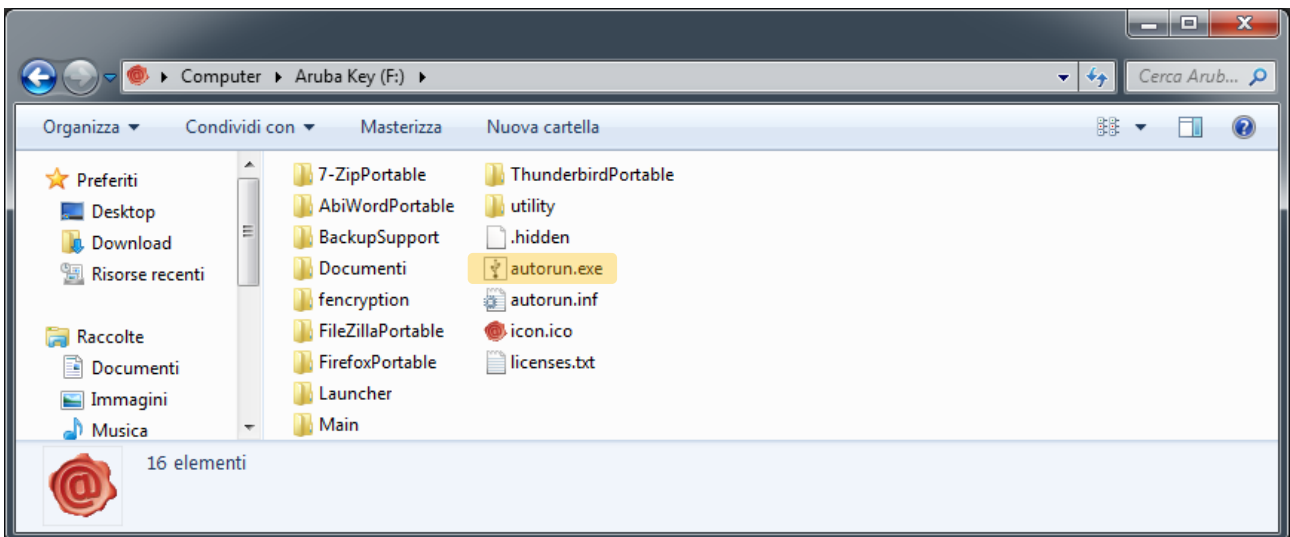 Computer ▸ Aruba Key (F:) ▸
Cerca Arub...
Organizza
Condividi con
Masterizza
Nuova cartella
Preferiti
Desktop
Download
Risorse recenti
Raccolte
Documenti
Immagini
Musica
7-ZipPortable
AbiWordPortable
BackupSupport
Documenti
fencryption
FileZillaPortable
FirefoxPortable
Launcher
Main
ThunderbirdPortable
utility
.hidden
autorun.exe
autorun.inf
icon.ico
licenses.txt
16 elementi